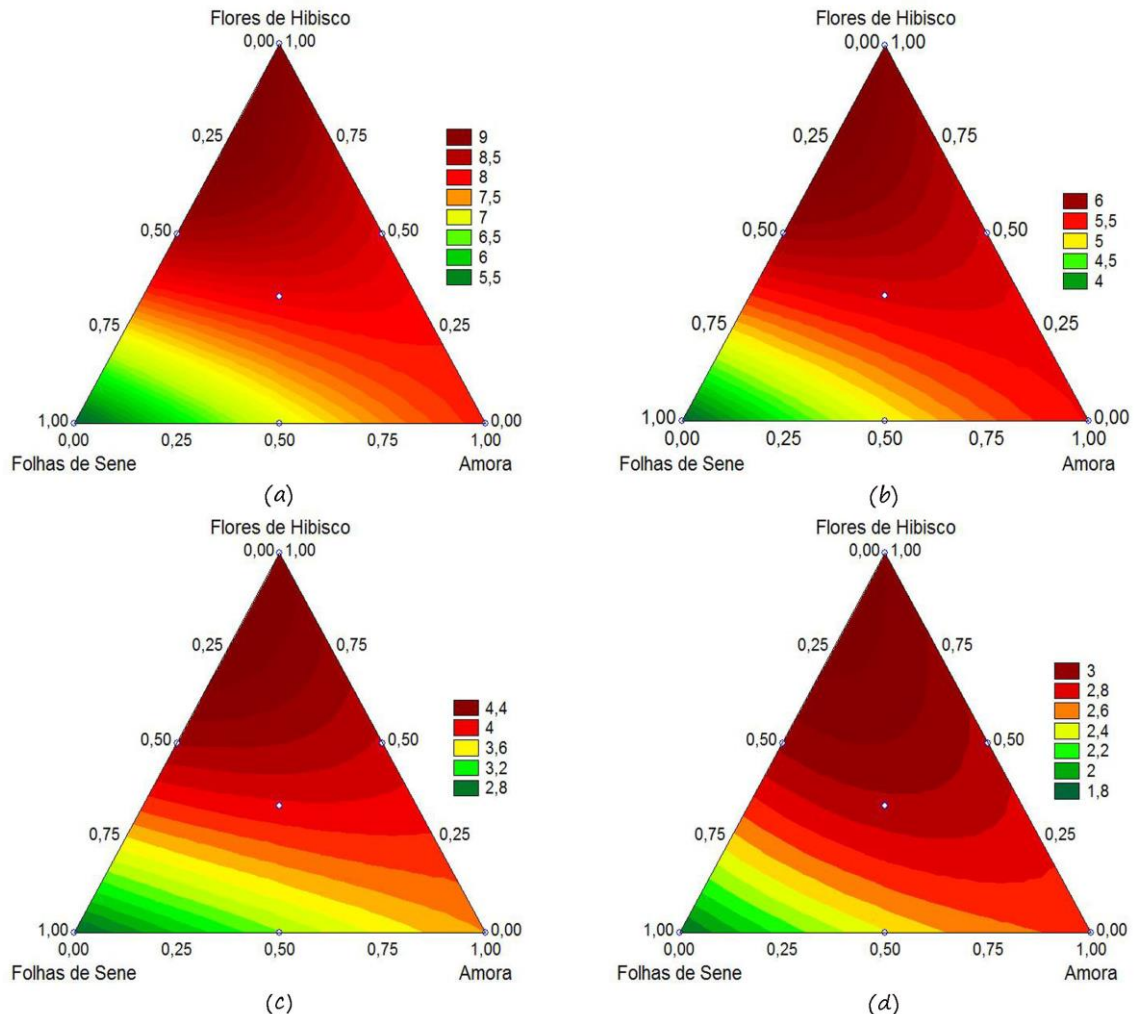 Flores de Hibisco
0,00 1,00
0,25 0,75
9
8,5
8
7,5
7
6,5
6
5,5
0,50 0,50
0,75 0,25
1,00 0,00
0,00 0,25 0,50 0,75 1,00
Folhas de Sene Amora
(a)
Flores de Hibisco
0,00 1,00
0,25 0,75
6
5,5
5
4,5
4
0,50 0,50
0,75 0,25
1,00 0,00
0,00 0,25 0,50 0,75 1,00
Folhas de Sene Amora
(b)
Flores de Hibisco
0,00 1,00
0,25 0,75
4,4
4
3,6
3,2
2,8
0,50 0,50
0,75 0,25
1,00 0,00
0,00 0,25 0,50 0,75 1,00
Folhas de Sene Amora
(c)
Flores de Hibisco
0,00 1,00
0,25 0,75
3
2,8
2,6
2,4
2,2
2
1,8
0,50 0,50
0,75 0,25
1,00 0,00
0,00 0,25 0,50 0,75 1,00
Folhas de Sene Amora
(d)